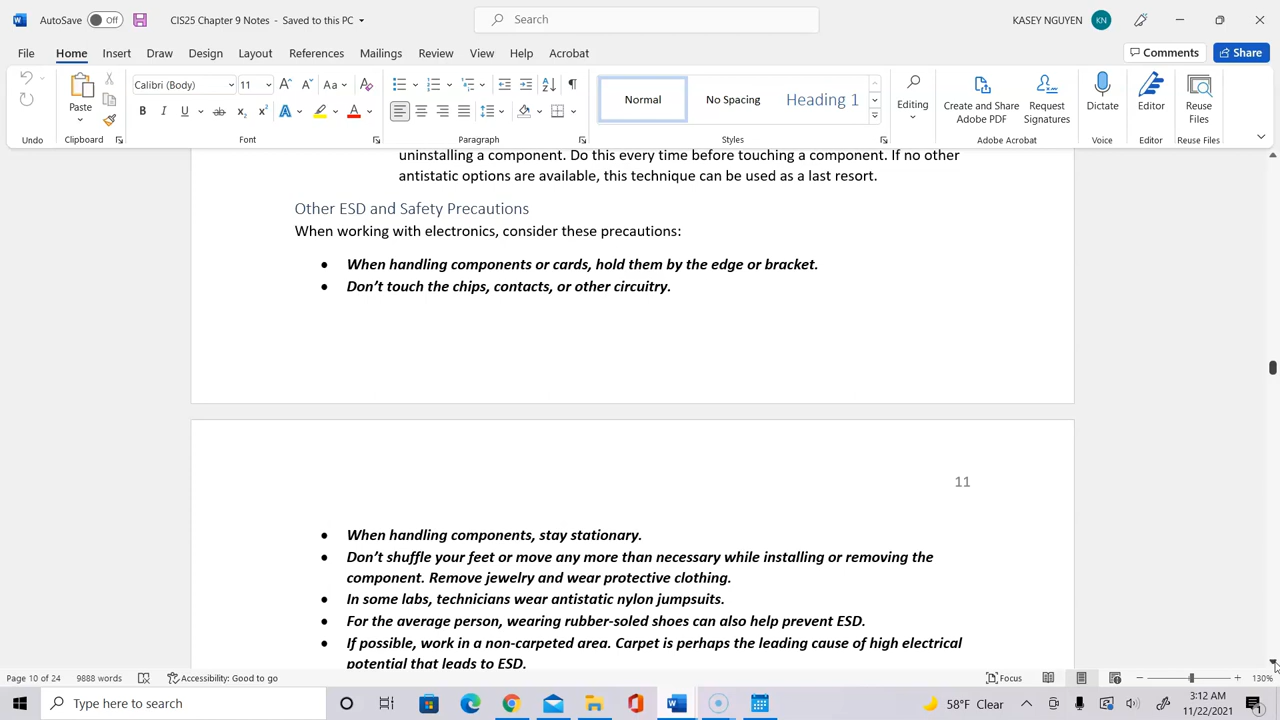 AutoSave Off CIS25 Chapter 9 Notes - Saved to this PC Search KASEY NGUYEN KN
File Home Insert Draw Design Layout References Mailings Review View Help Acrobat Comments Share
Calibri (Body) 11 Aa
Normal No Spacing Heading 1
Paste Editing Create and Share Adobe PDF Request Signatures Dictate Editor Reuse Files
Undo Clipboard Font Paragraph Styles Adobe Acrobat Voice Editor Reuse Files
uninstalling a component. Do this every time before touching a component. If no other
antistatic options are available, this technique can be used as a last resort.
Other ESD and Safety Precautions
When working with electronics, consider these precautions:
• When handling components or cards, hold them by the edge or bracket.
• Don't touch the chips, contacts, or other circuitry.
11
• When handling components, stay stationary.
• Don't shuffle your feet or move any more than necessary while installing or removing the
component. Remove jewelry and wear protective clothing.
• In some labs, technicians wear antistatic nylon jumpsuits.
• For the average person, wearing rubber-soled shoes can also help prevent ESD.
• If possible, work in a non-carpeted area. Carpet is perhaps the leading cause of high electrical
potential that leads to ESD.
Page 10 of 24 9888 words Accessibility: Good to go Focus 130%
Type here to search 58°F Clear 3:12 AM
11/22/2021